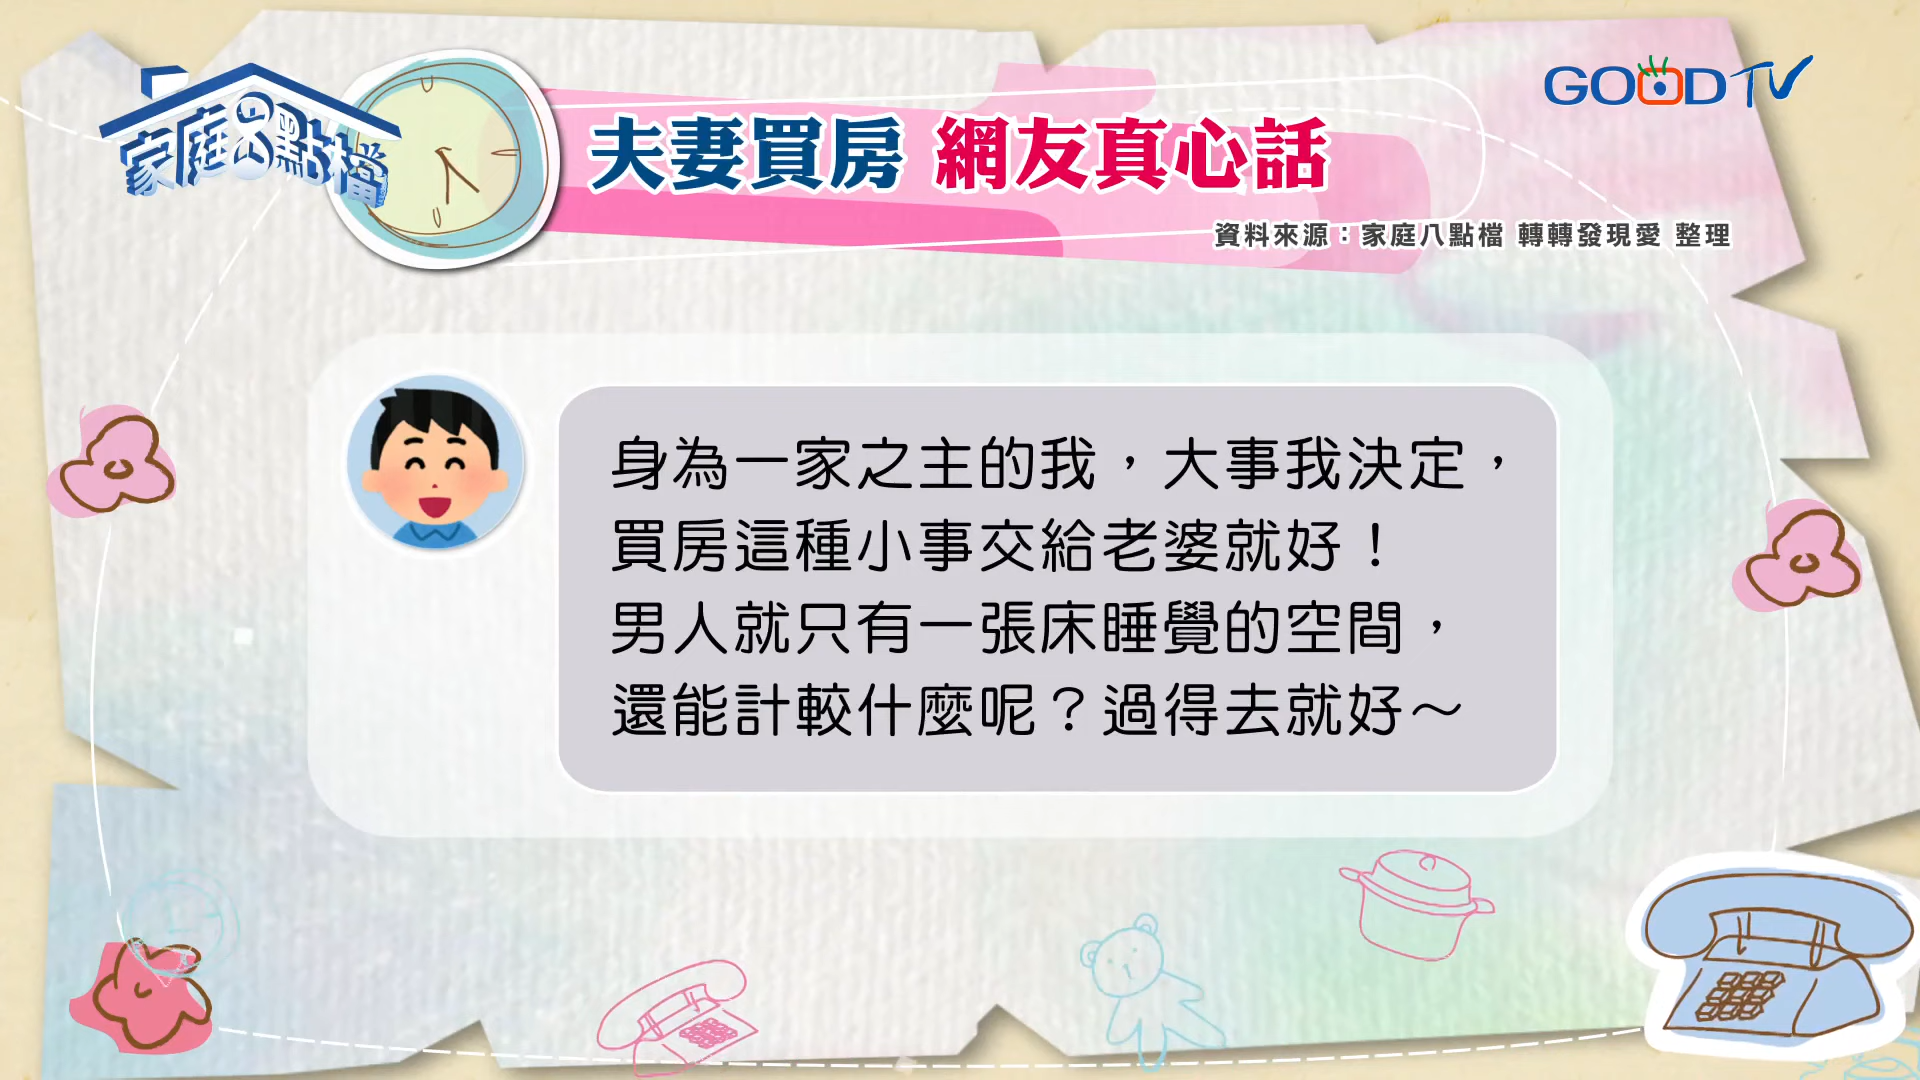 家庭8點檔
GOOD TV
夫妻買房 網友真心話
資料來源：家庭八點檔 轉轉發現愛 整理
身為一家之主的我，大事我決定，
買房這種小事交給老婆就好！
男人就只有一張床睡覺的空間，
還能計較什麼呢？過得去就好～